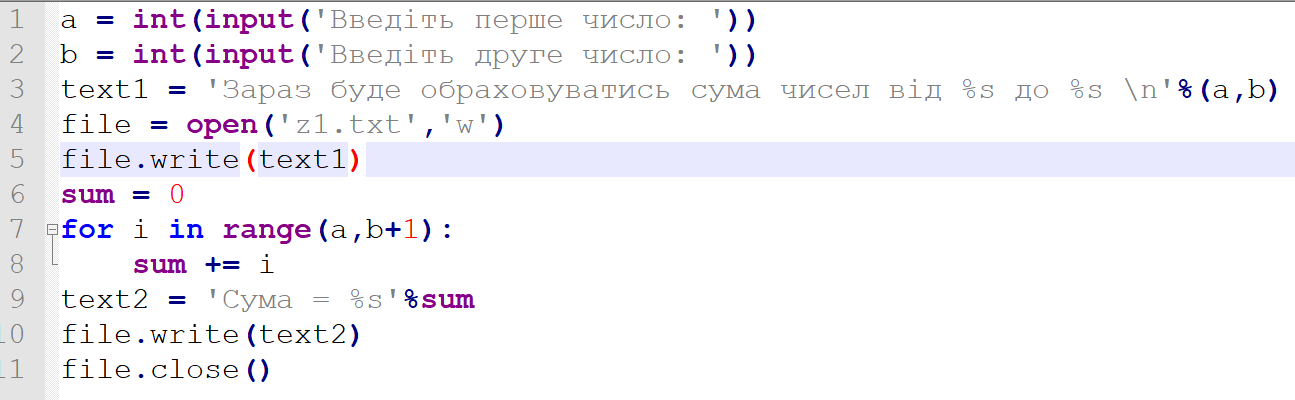 1 a = int(input('Введіть перше число: '))
2 b = int(input('Введіть друге число: '))
3 text1 = 'Зараз буде обраховуватись сума чисел від %s до %s \n'%(a,b)
4 file = open('z1.txt','w')
5 file.write(text1)
6 sum = 0
7 for i in range(a,b+1):
8     sum += i
9 text2 = 'Сума = %s'%sum
10 file.write(text2)
11 file.close()